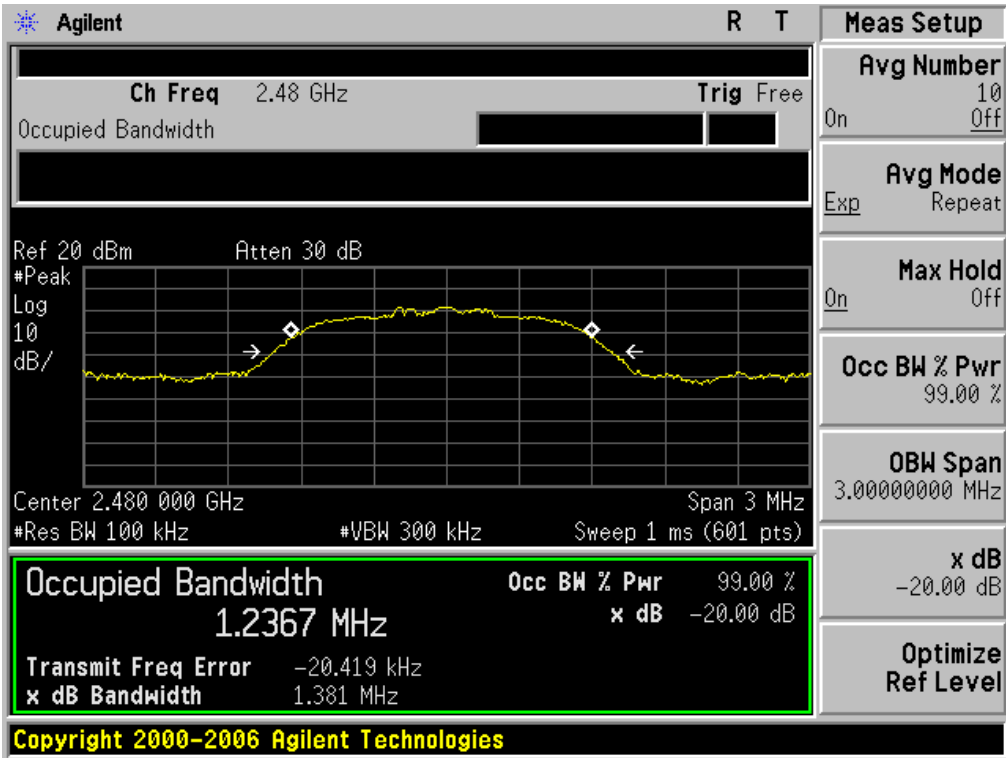 Agilent R T Meas Setup
Ch Freq 2.48 GHz Trig Free
Occupied Bandwidth
Avg Number
10
On Off
Avg Mode
Exp Repeat
Max Hold
On Off
Occ BW % Pwr
99.00 %
OBW Span
3.00000000 MHz
x dB
-20.00 dB
Optimize
Ref Level
Ref 20 dBm Atten 30 dB
#Peak
Log
10
dB/
Center 2.480 000 GHz Span 3 MHz
#Res BW 100 kHz #VBW 300 kHz Sweep 1 ms (601 pts)
Occupied Bandwidth Occ BW % Pwr 99.00 %
1.2367 MHz x dB -20.00 dB
Transmit Freq Error -20.419 kHz
x dB Bandwidth 1.381 MHz
Copyright 2000-2006 Agilent Technologies